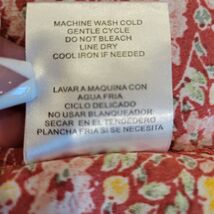 MACHINE WASH COLD
GENTLE CYCLE
DO NOT BLEACH
LINE DRY
COOL IRON IF NEEDED
LAVAR A MAQUINA CON
AGUA FRIA
CICLO DELICADO
NO USAR BLANQUEADOR
SECAR EN EL TENDEDERO
PLANCHA FRIA SI SE NECESITA